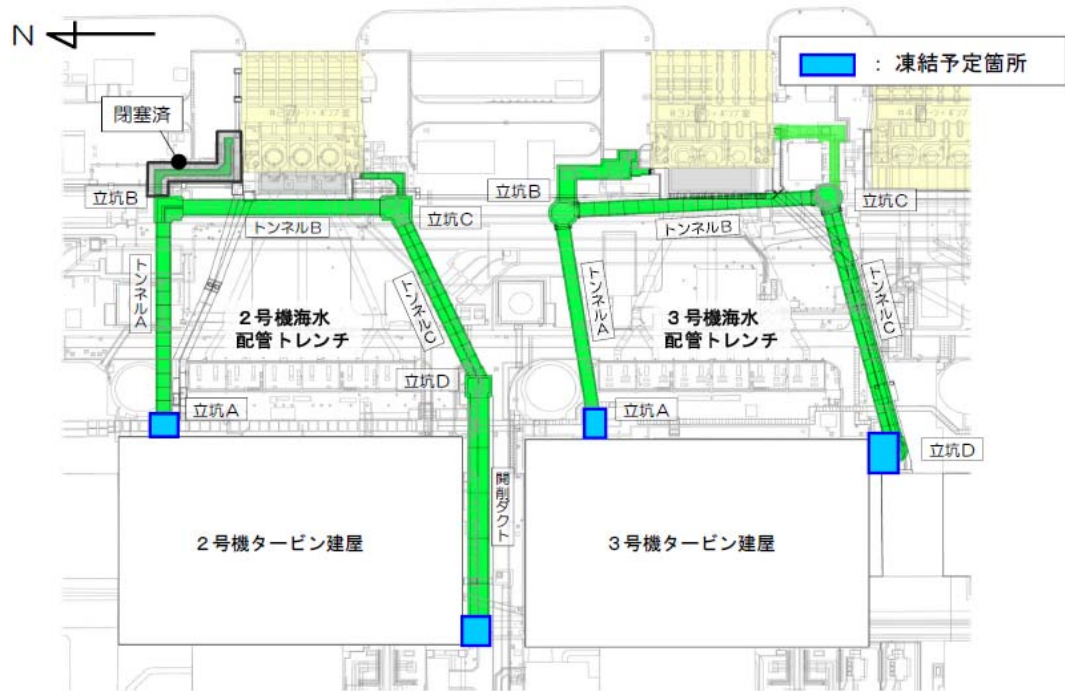 N
：凍結予定箇所
閉塞済
立坑B
立坑C
トンネルB
トンネルA
トンネルC
2号機海水
配管トレンチ
立坑D
立坑A
開削ダクト
2号機タービン建屋
立坑B
立坑C
トンネルB
トンネルA
トンネルC
3号機海水
配管トレンチ
立坑A
立坑D
3号機タービン建屋